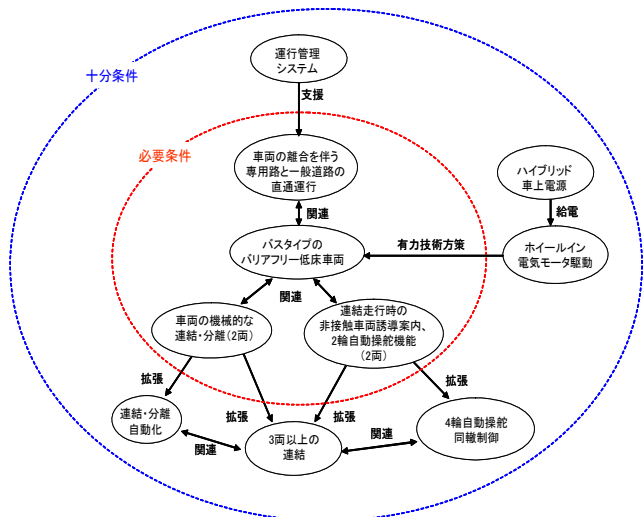 運行管理
システム
十分条件
支援
必要条件
車両の離合を伴う
専用路と一般道路の
直通運行
ハイブリッド
車上電源
関連
給電
バスタイプの
バリアフリー低床車両
有力技術方策
ホイールイン
電気モータ駆動
関連
車両の機械的な
連結・分離(2両)
連結走行時の
非接触車両誘導案内、
2輪自動操舵機能
(2両)
拡張
拡張
拡張
拡張
連結・分離
自動化
関連
3両以上の
連結
関連
4輪自動操舵
同轍制御